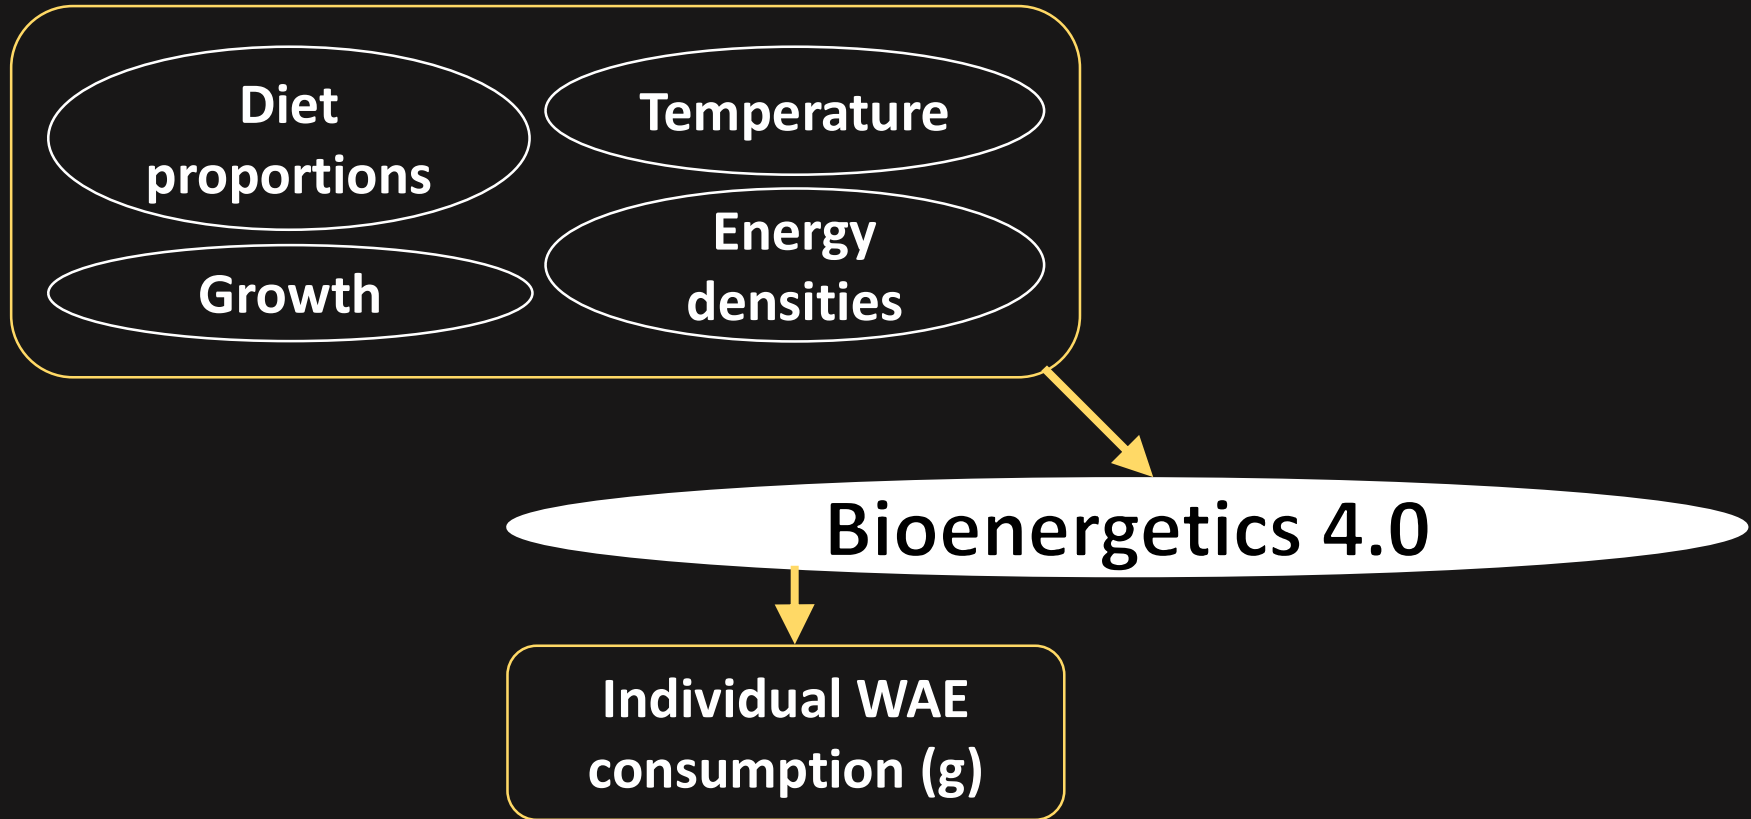 Diet
proportions
Temperature
Growth
Energy
densities
Bioenergetics 4.0
Individual WAE
consumption (g)